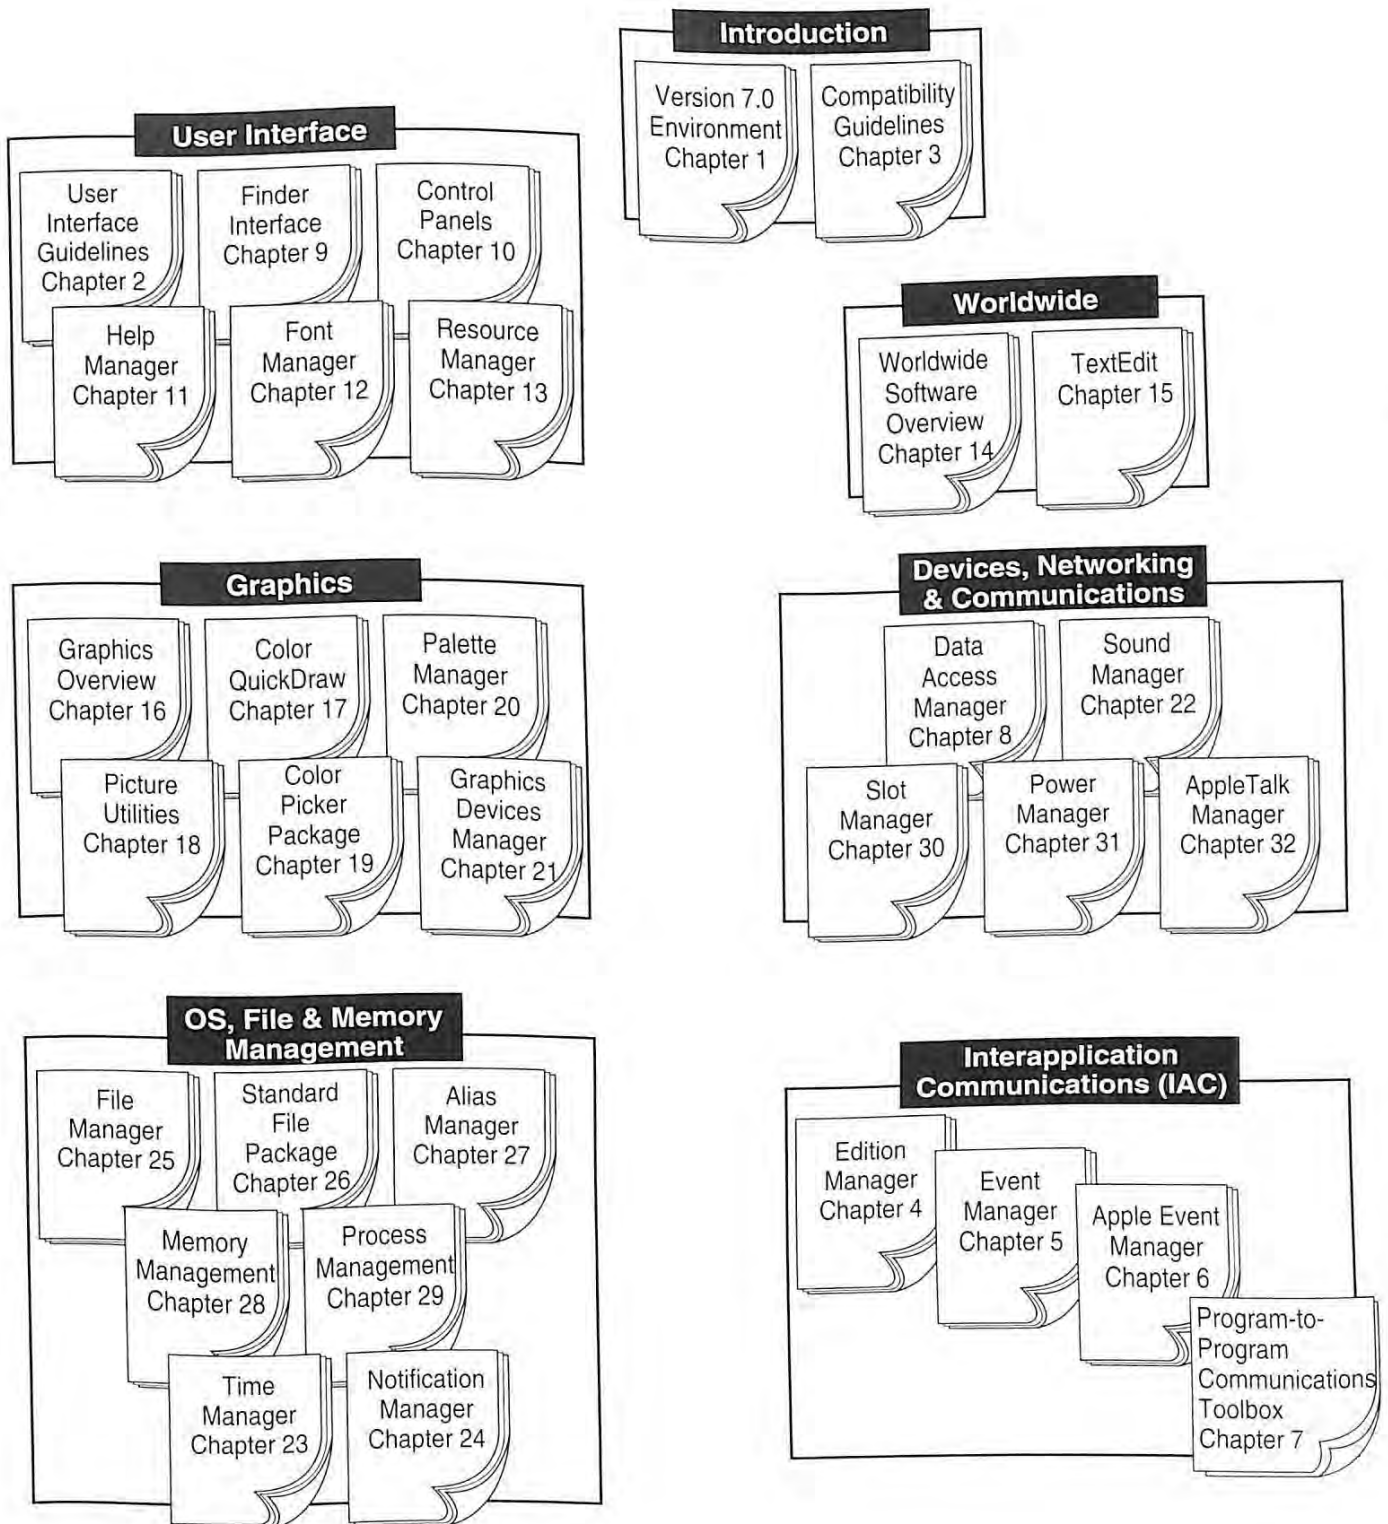 Introduction
Version 7.0
Environment
Chapter 1
Compatibility
Guidelines
Chapter 3
User Interface
User
Interface
Guidelines
Chapter 2
Finder
Interface
Chapter 9
Control
Panels
Chapter 10
Help
Manager
Chapter 11
Font
Manager
Chapter 12
Resource
Manager
Chapter 13
Worldwide
Worldwide
Software
Overview
Chapter 14
TextEdit
Chapter 15
Graphics
Graphics
Overview
Chapter 16
Color
QuickDraw
Chapter 17
Palette
Manager
Chapter 20
Picture
Utilities
Chapter 18
Color
Picker
Package
Chapter 19
Graphics
Devices
Manager
Chapter 21
Devices, Networking
& Communications
Data
Access
Manager
Chapter 8
Sound
Manager
Chapter 22
Slot
Manager
Chapter 30
Power
Manager
Chapter 31
AppleTalk
Manager
Chapter 32
OS, File & Memory
Management
File
Manager
Chapter 25
Standard
File
Package
Chapter 26
Alias
Manager
Chapter 27
Memory
Management
Chapter 28
Process
Management
Chapter 29
Time
Manager
Chapter 23
Notification
Manager
Chapter 24
Interapplication
Communications (IAC)
Edition
Manager
Chapter 4
Event
Manager
Chapter 5
Apple Event
Manager
Chapter 6
Program-to-
Program
Communications
Toolbox
Chapter 7